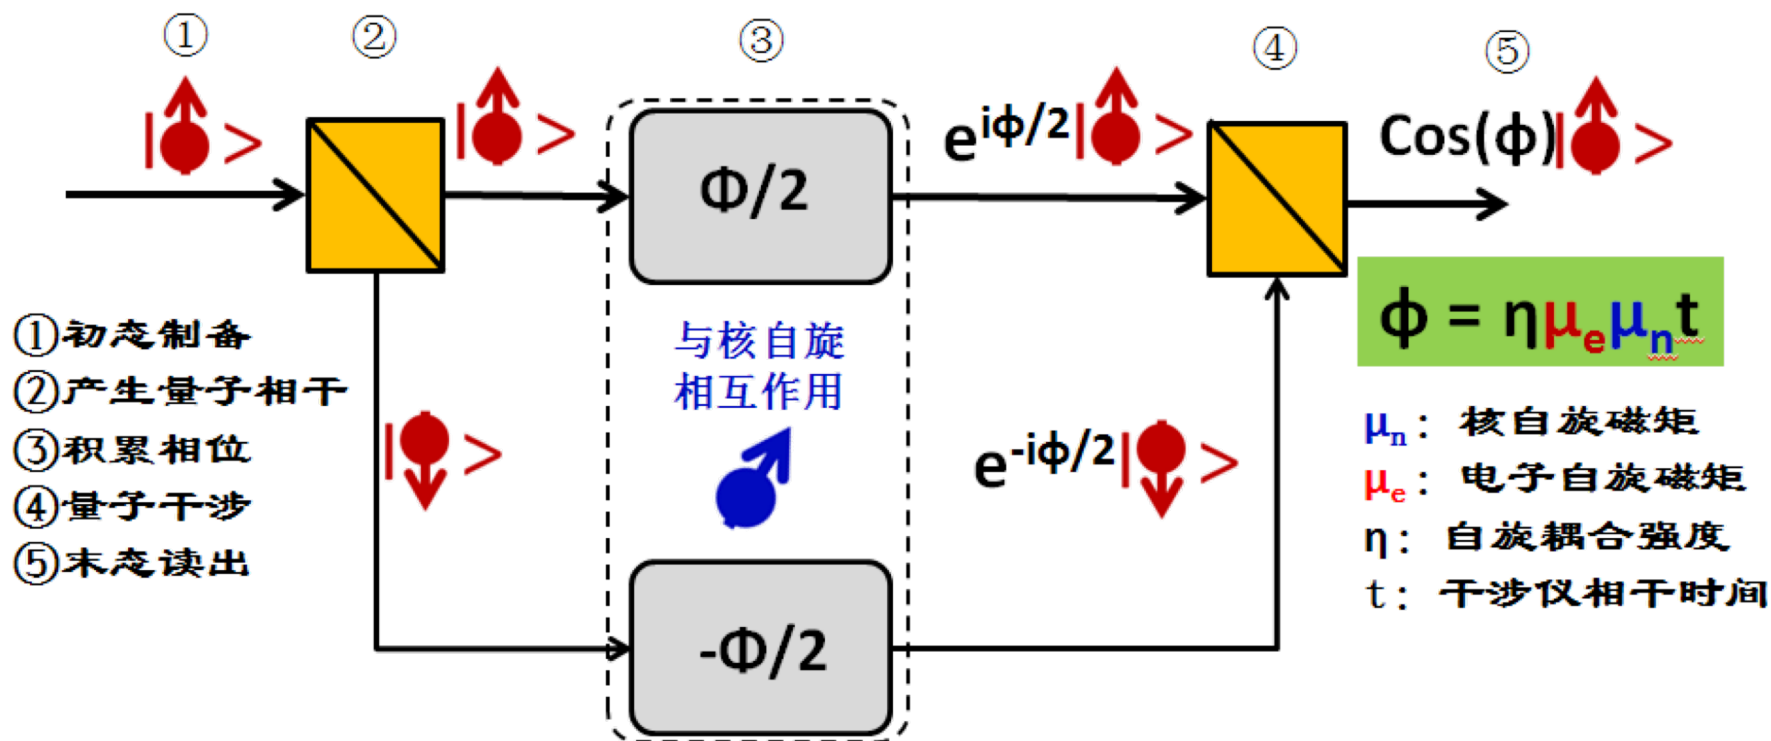 ① ② ③ ④ ⑤
| > | > Φ/2 e^{iϕ/2}| > Cos(ϕ)| >
ϕ = ημ_eμ_nt
①初态制备
②产生量子相干
③积累相位
④量子干涉
⑤末态读出
与核自旋
相互作用
| > e^{-iϕ/2}| >
-Φ/2
μ_n: 核自旋磁矩
μ_e: 电子自旋磁矩
η: 自旋耦合强度
t: 干涉仪相干时间